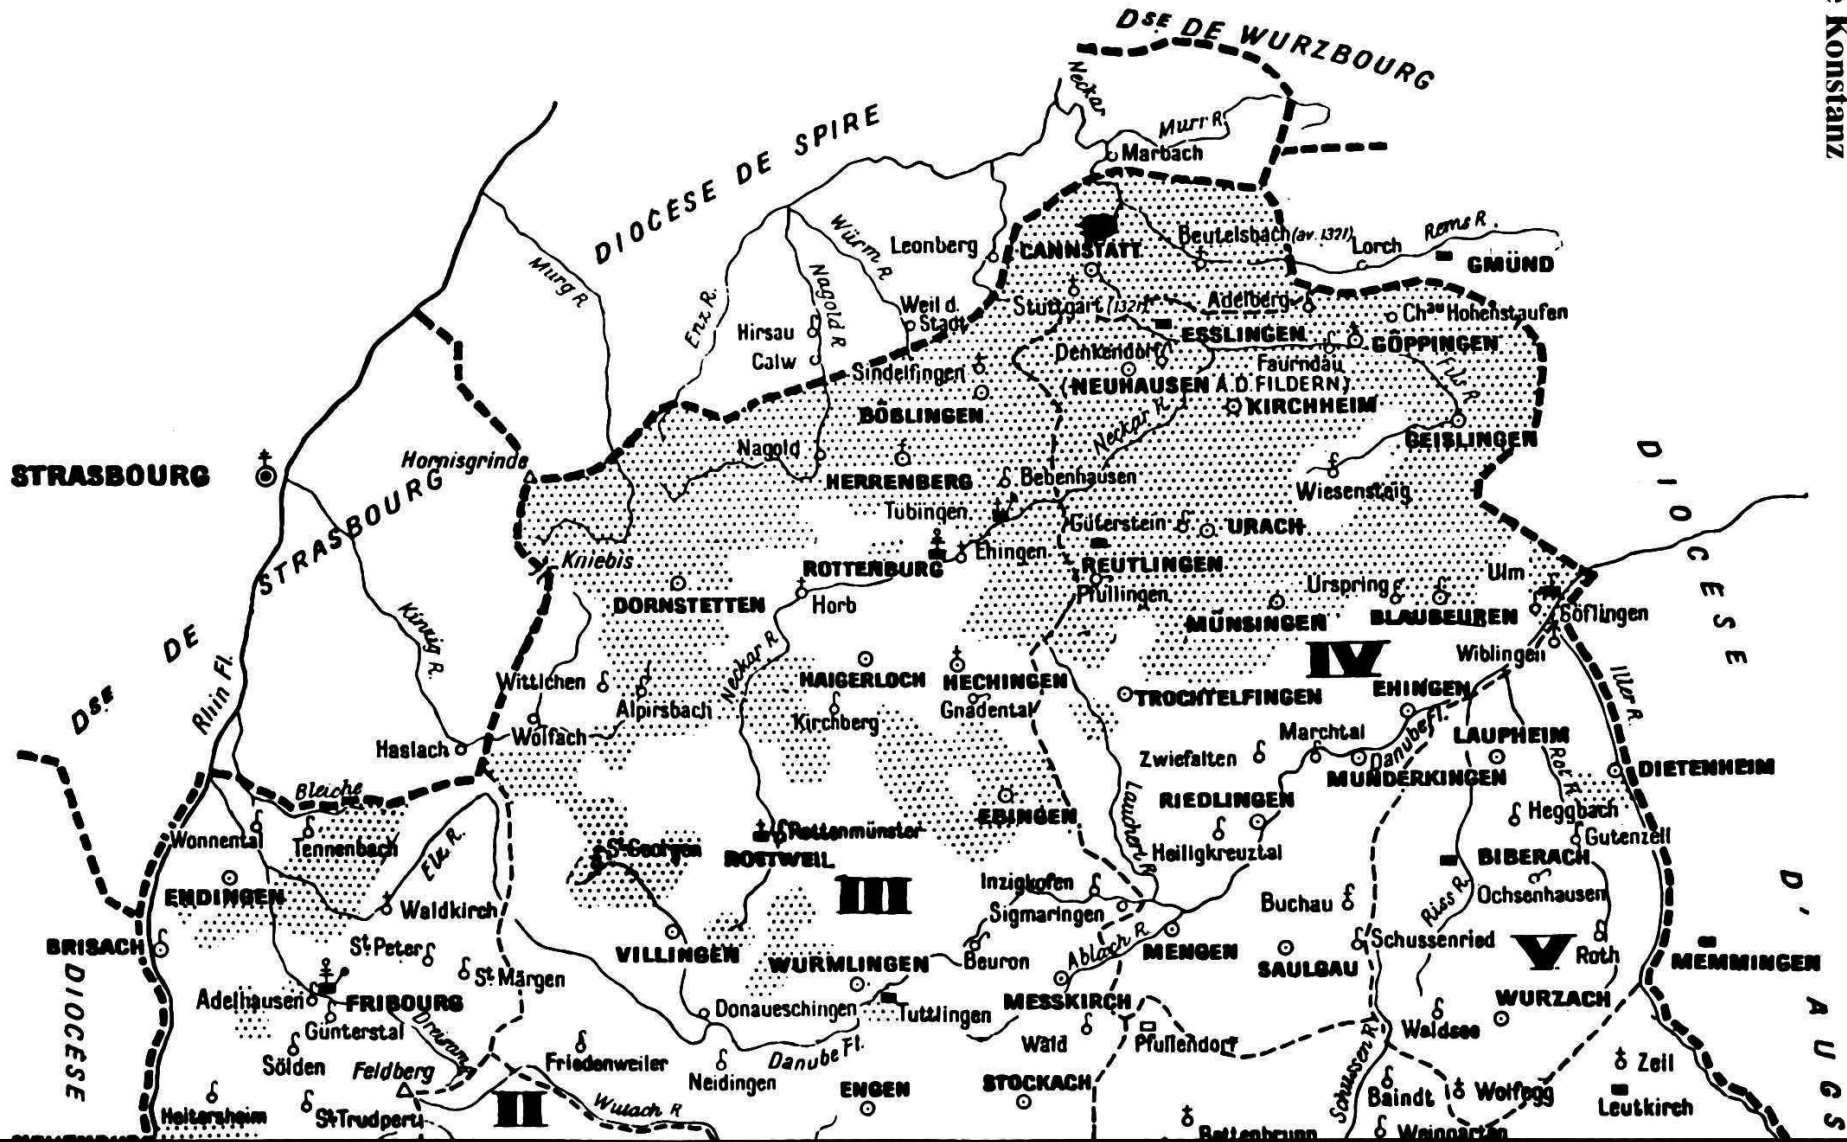 Dse DE WURZBOURG
Konstanz
Neckar
Murr R.
Marbach
DIOCÈSE DE SPIRE
Leonberg
CANNSTATT
Beutelsbach (av. 1321)
Lorch
Rems R.
GMÜND
Murg R.
Würm R
Nagold R
Enz R.
Weil d. Stadt
Stuttgart (1321)
Adelberg
Chau Hohenstaufen
Hirsau
Calw
ESSLINGEN
GÖPPINGEN
Denkendorf
Faurndau
Sindelfingen
(NEUHAUSEN A.D. FILDERN)
Fils R
BÖBLINGEN
KIRCHHEIM
Neckar R
GEISLINGEN
Nagold
Hornisgrinde
STRASBOURG
HERRENBERG
Bebenhausen
Wiesensteig
Tubingen
Güterstein
URACH
DIOCESE
Dse DE STRASBOURG
Kniebis
Ehingen
ROTTENBURG
REUTLINGEN
Ulm
Urspring
Pfullingen
DORNSTETTEN
Horb
MÜNSINGEN
BLAUBEUREN
Söflingen
Kinzig R.
Neckar R
IV
Wiblingen
Rhin Fl.
Wittichen
HAIGERLOCH
HECHINGEN
TROCHTELFINGEN
EHINGEN
Iller R.
Alpirsbach
Kirchberg
Gnadental
Haslach
Wolfach
Marchtal
Danube Fl.
LAUPHEIM
Zwiefalten
MUNDERKINGEN
Rot R
DIETENHEIM
Bleiche
Lauchert R
RIEDLINGEN
EBINGEN
Heggbach
Wonnental
Tennenbach
Elz R.
Rottenmünster
Gutenzell
St Georgen
ROTTWEIL
Heiligkreuztal
BIBERACH
ENDINGEN
III
Inzigkofen
D'AUGS
Waldkirch
Sigmaringen
Buchau
Riss R.
Ochsenhausen
BRISACH
St Peter
VILLINGEN
Ablach R.
MENGEN
Schussenried
V
Roth
WURMLINGEN
Beuron
SAULGAU
MEMMINGEN
St Märgen
DIOCÈSE
Adelhausen
FRIBOURG
Donaueschingen
Tuttlingen
MESSKIRCH
WURZACH
Günterstal
Dreisam
Wald
Pfullendorf
Waldsee
Sölden
Feldberg
Friedenweiler
Neidingen
Danube Fl.
Schussen R
Zeil
ENGEN
STOCKACH
Baindt
Wolfegg
Heitersheim
St Trudpert
II
Wutach R
Leutkirch
Weingarten